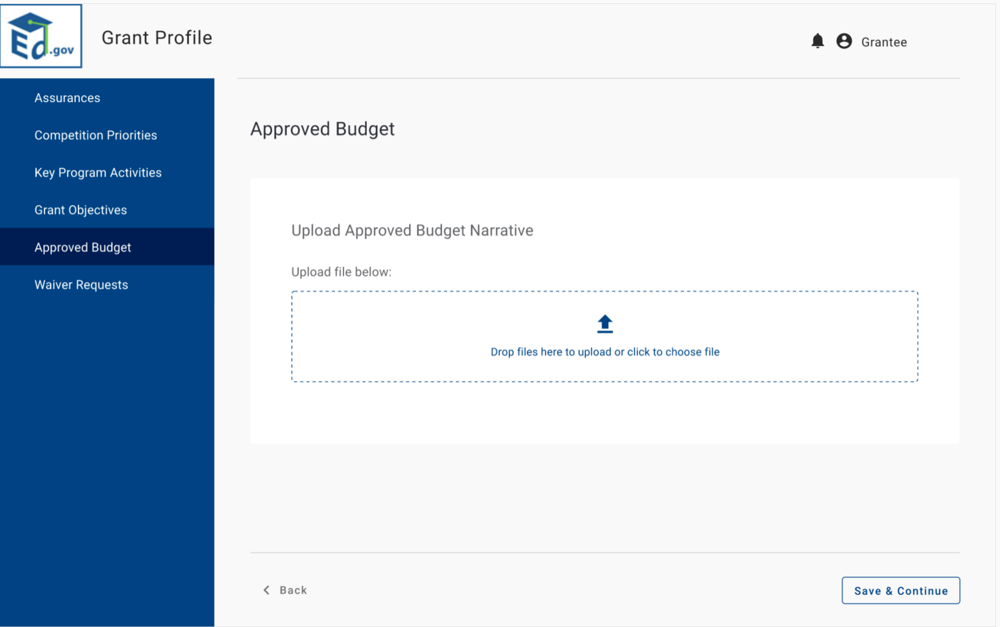 Ed.gov
Grant Profile
Grantee
Assurances
Competition Priorities
Key Program Activities
Grant Objectives
Approved Budget
Waiver Requests
Approved Budget
Upload Approved Budget Narrative
Upload file below:
Drop files here to upload or click to choose file
Back
Save & Continue